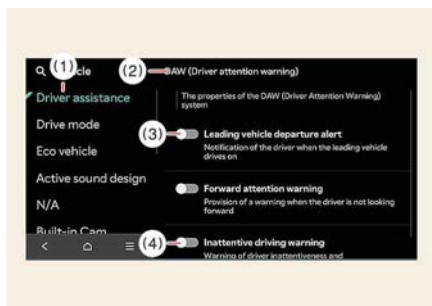 (1)
cle
(2)
DAW (Driver attention warning)
Driver assistance
The properties of the DAW (Driver Attention Warning)
system
Drive mode
(3)
Leading vehicle departure alert
Notification of the driver when the leading vehicle
drives on
Eco vehicle
Active sound design
Forward attention warning
Provision of a warning when the driver is not looking
forward
N/A
Built-in Cam
(4)
Inattentive driving warning
Warning of driver inattentiveness and